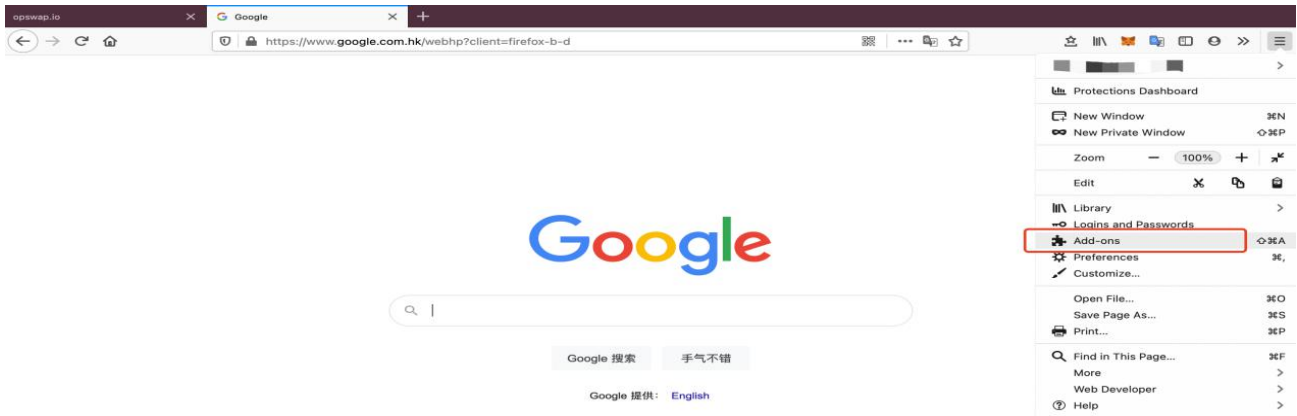 opswap.io
Google
https://www.google.com.hk/webhp?client=firefox-b-d
Protections Dashboard
New Window ⌘N
New Private Window ⇧⌘P
Zoom 100%
Edit
Library
Logins and Passwords
Add-ons ⇧⌘A
Preferences ⌘,
Customize...
Open File... ⌘O
Save Page As... ⌘S
Print... ⌘P
Find in This Page... ⌘F
More
Web Developer
Help
Google
Google 搜索 手气不错
Google 提供： English